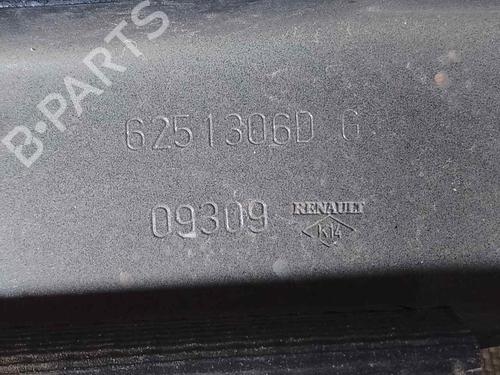 B-PARTS
6251306D G
09309 RENAULT
K14